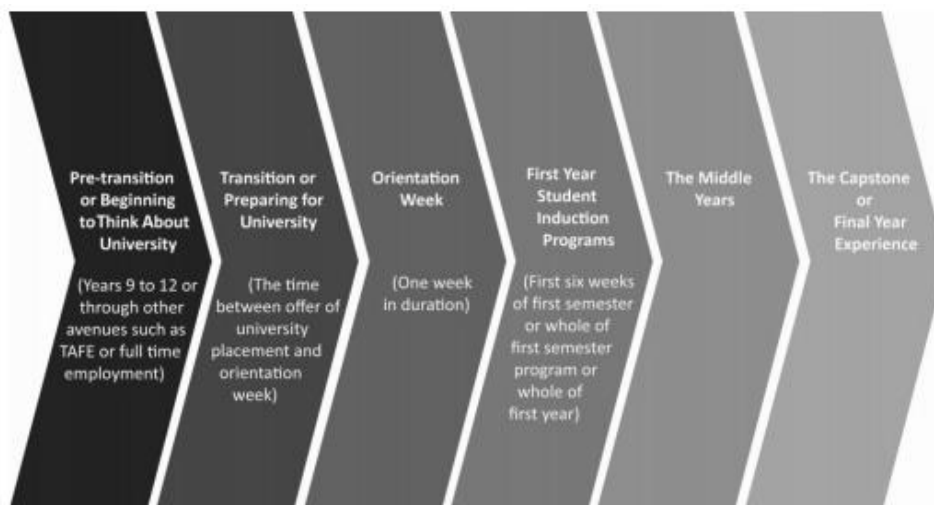 Pre-transition
or Beginning
to Think About
University
(Years 9 to 12 or
through other
avenues such as
TAFE or full time
employment)
Transition or
Preparing for
University
(The time
between offer of
university
placement and
orientation
week)
Orientation
Week
(One week
in duration)
First Year
Student
Induction
Programs
(First six weeks
of first semester
or whole of
first semester
program or
whole of
first year)
The Middle
Years
The Capstone
or
Final Year
Experience